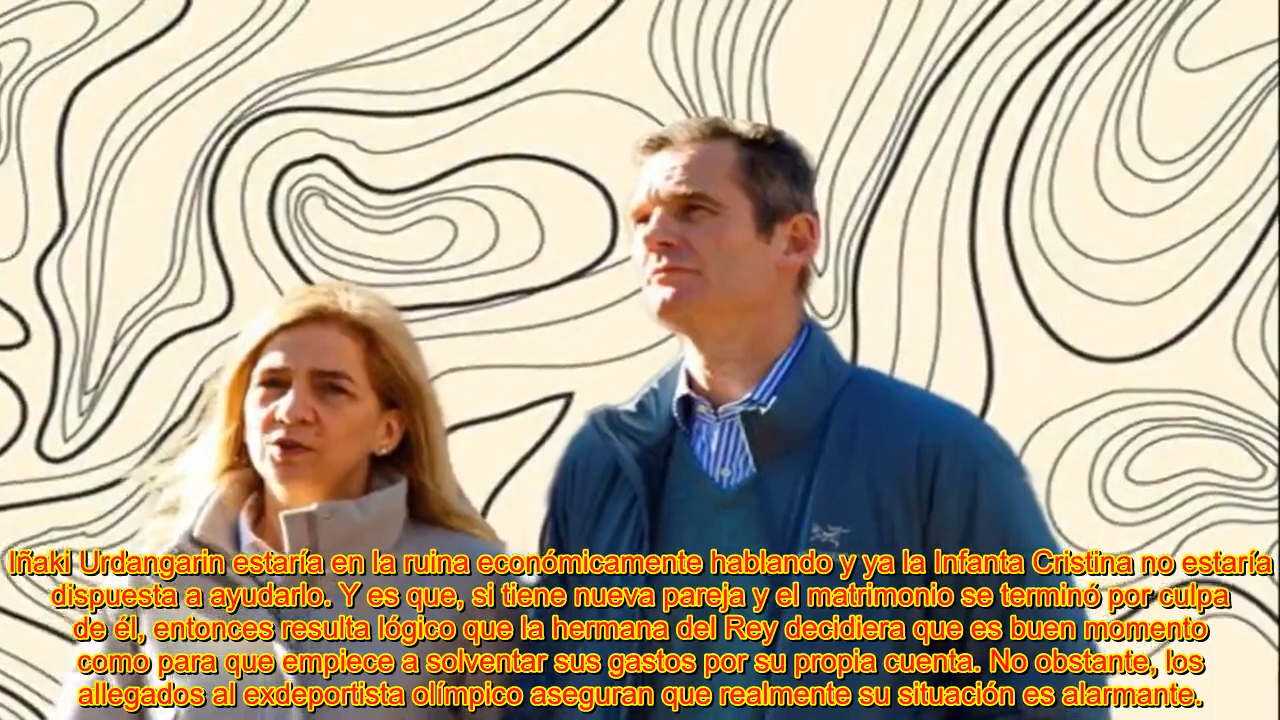 Iñaki Urdangarin estaría en la ruina económicamente hablando y ya la Infanta Cristina no estaría
dispuesta a ayudarlo. Y es que, si tiene nueva pareja y el matrimonio se terminó por culpa
de él, entonces resulta lógico que la hermana del Rey decidiera que es buen momento
como para que empiece a solventar sus gastos por su propia cuenta. No obstante, los
allegados al exdeportista olímpico aseguran que realmente su situación es alarmante.